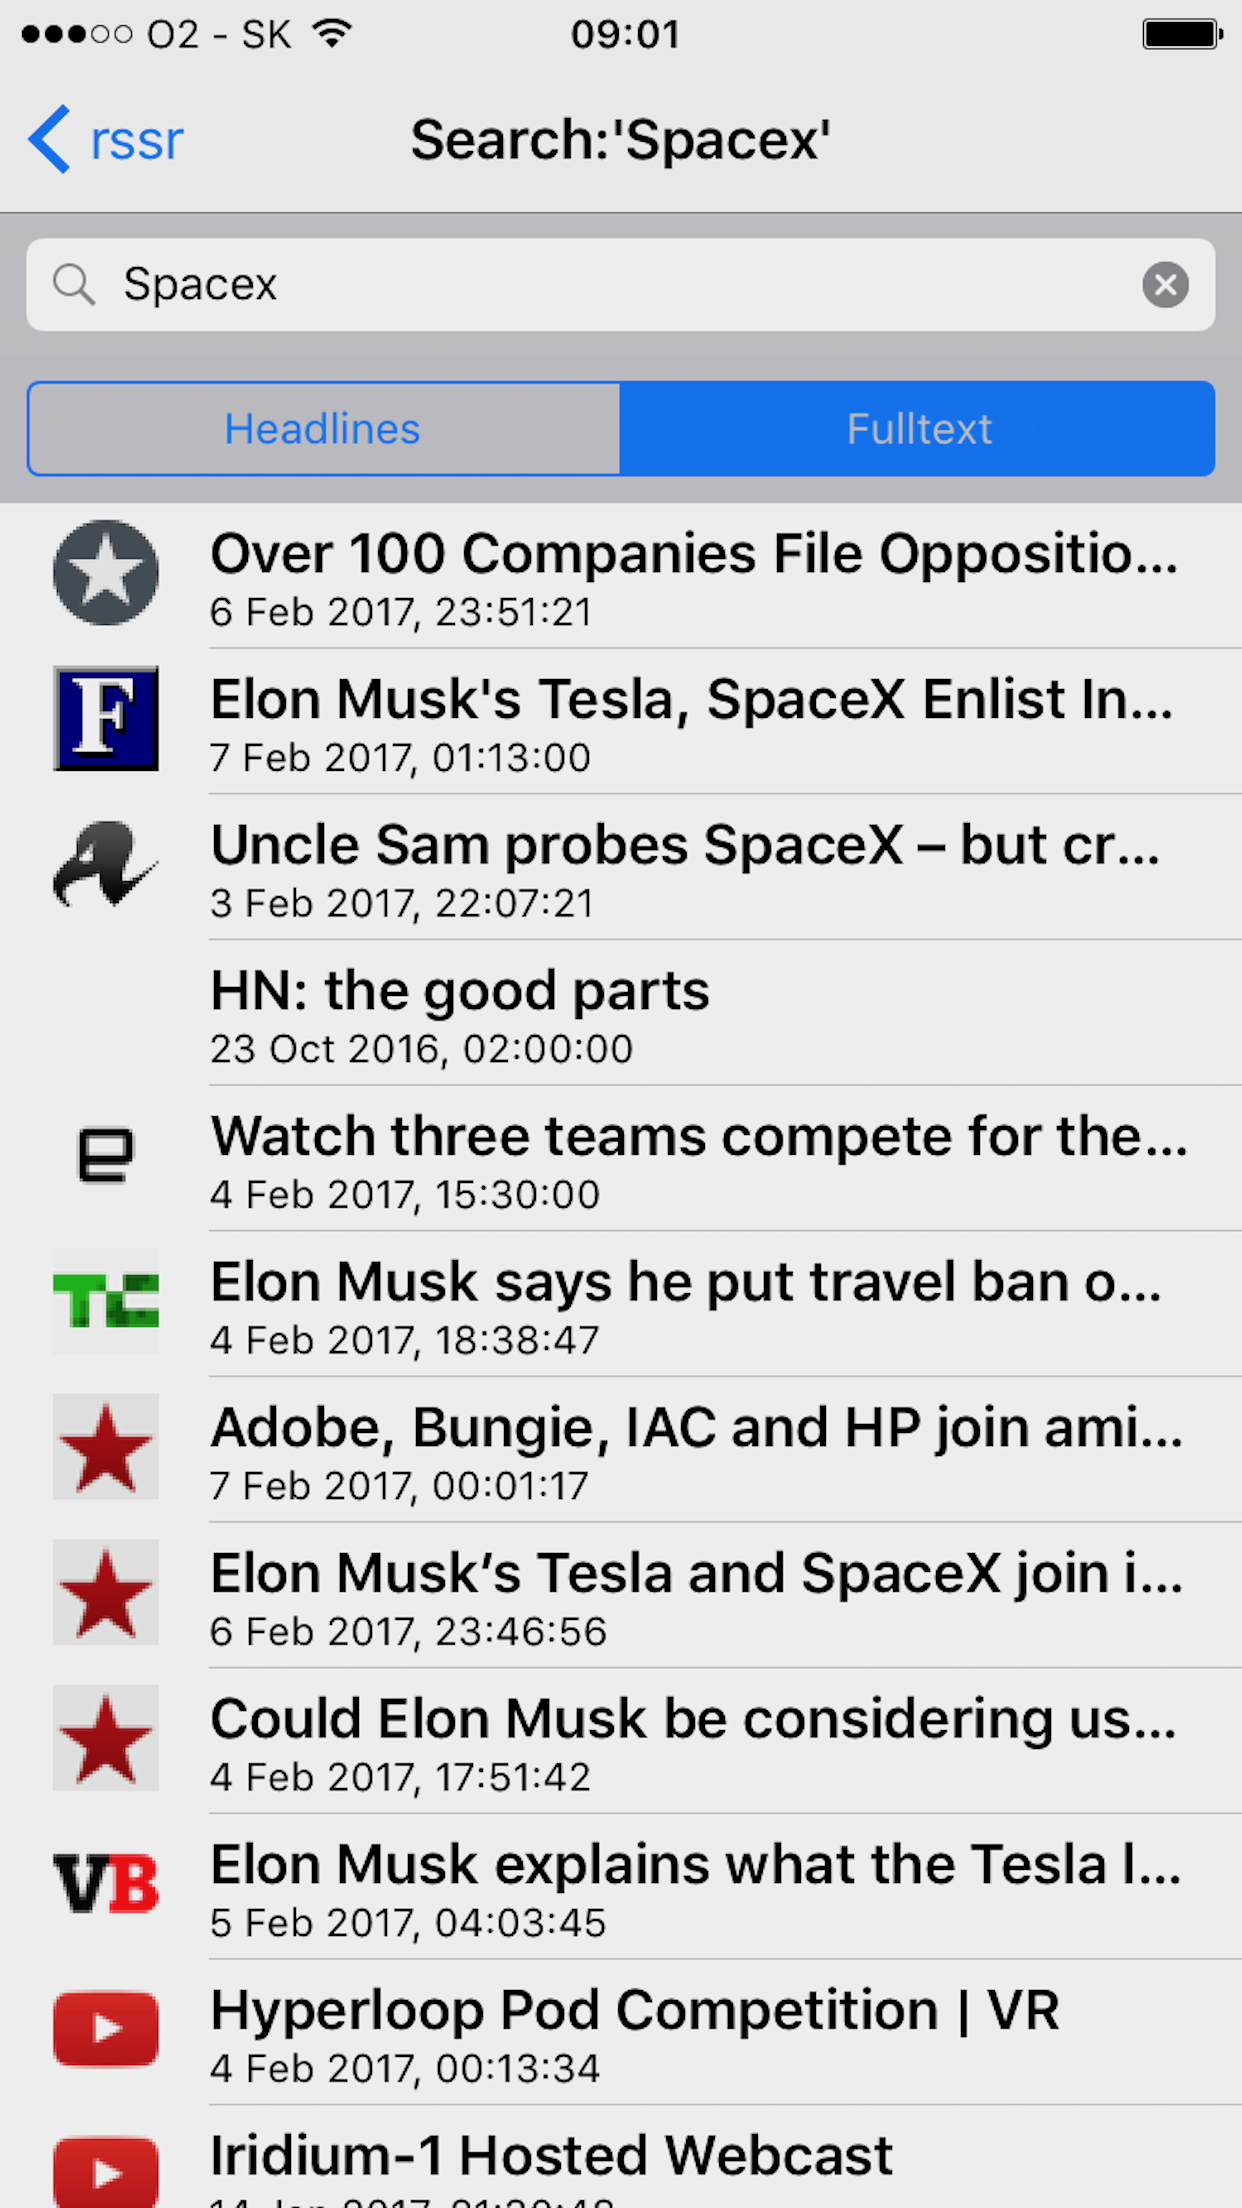 O2 - SK 09:01
rssr Search:'Spacex'
Spacex
Headlines Fulltext
Over 100 Companies File Oppositio...
6 Feb 2017, 23:51:21
F
Elon Musk's Tesla, SpaceX Enlist In...
7 Feb 2017, 01:13:00
Uncle Sam probes SpaceX – but cr...
3 Feb 2017, 22:07:21
HN: the good parts
23 Oct 2016, 02:00:00
e
Watch three teams compete for the...
4 Feb 2017, 15:30:00
TC
Elon Musk says he put travel ban o...
4 Feb 2017, 18:38:47
Adobe, Bungie, IAC and HP join ami...
7 Feb 2017, 00:01:17
Elon Musk’s Tesla and SpaceX join i...
6 Feb 2017, 23:46:56
Could Elon Musk be considering us...
4 Feb 2017, 17:51:42
VB
Elon Musk explains what the Tesla l...
5 Feb 2017, 04:03:45
Hyperloop Pod Competition | VR
4 Feb 2017, 00:13:34
Iridium-1 Hosted Webcast